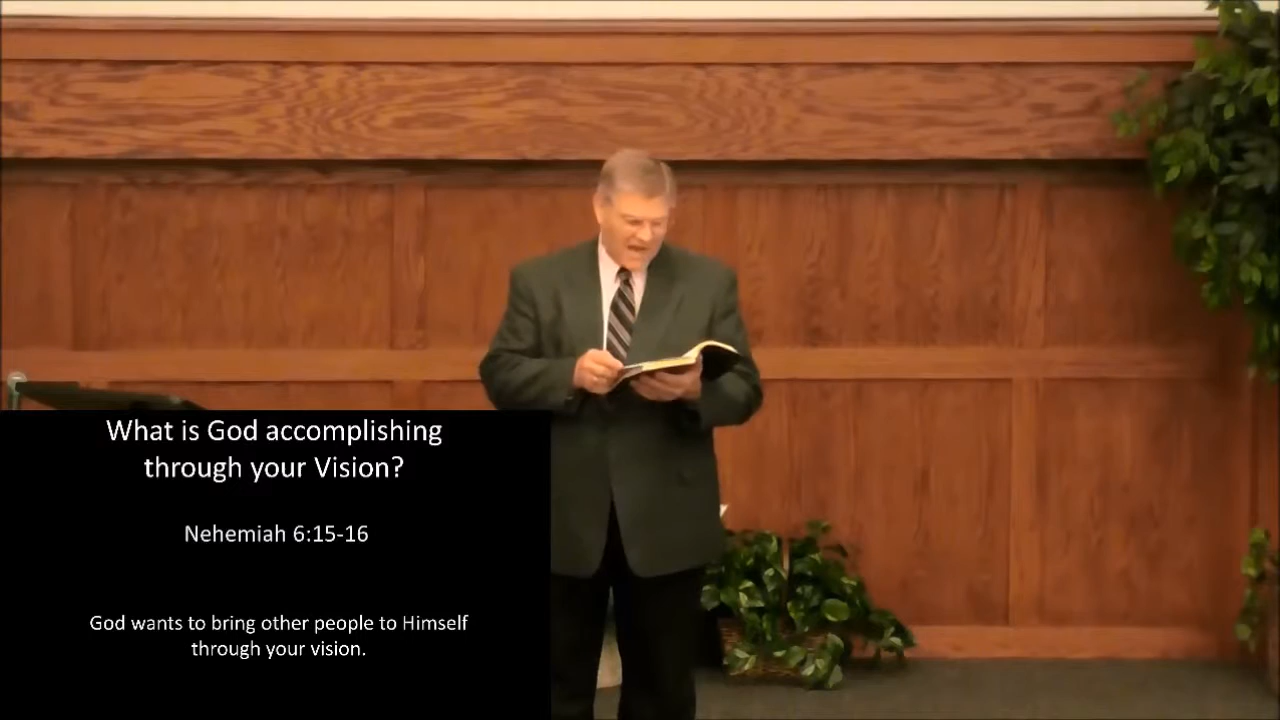 What is God accomplishing
through your Vision?
Nehemiah 6:15-16
God wants to bring other people to Himself
through your vision.